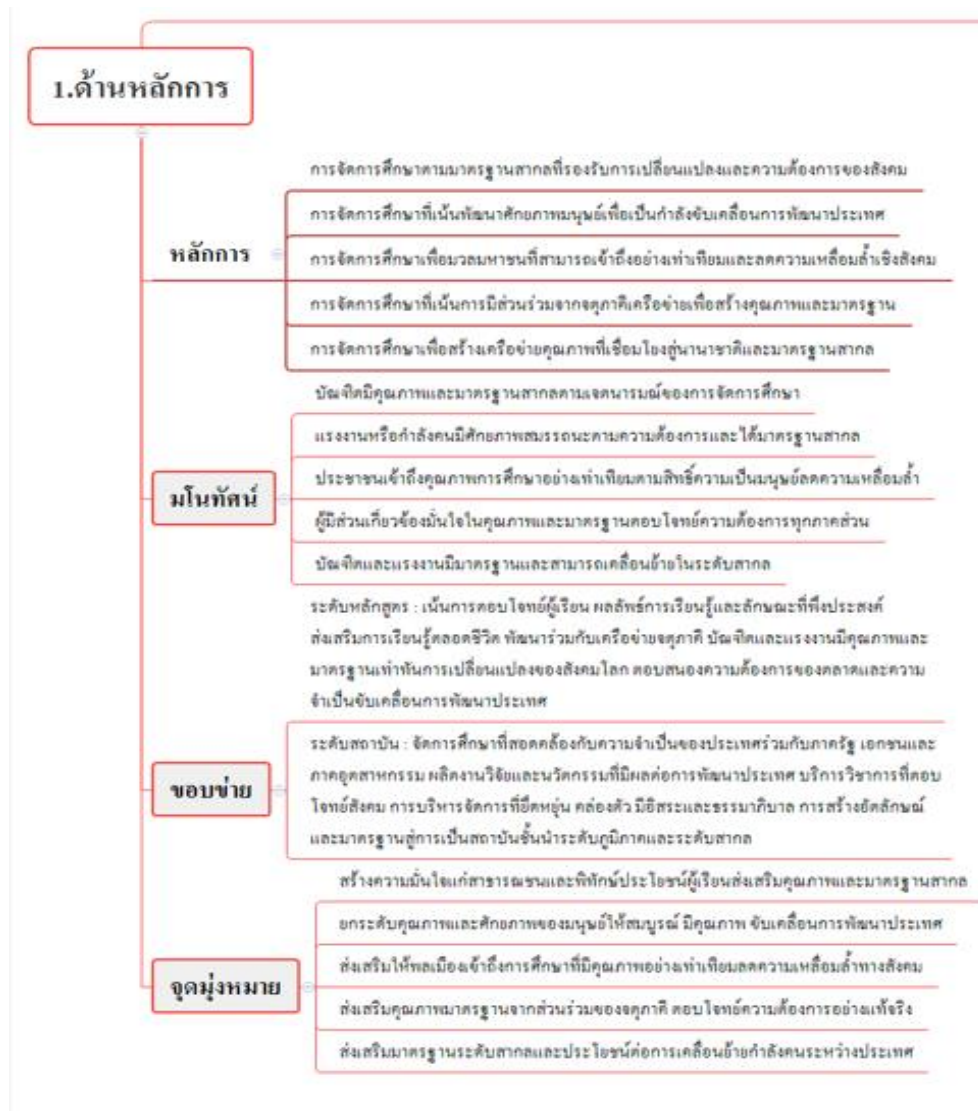 1.ด้านหลักการ
หลักการ
การจัดการศึกษาตามมาตรฐานสากลที่รองรับการเปลี่ยนแปลงและความต้องการของสังคม
การจัดการศึกษาที่เน้นพัฒนาศักยภาพมนุษย์เพื่อเป็นกำลังขับเคลื่อนการพัฒนาประเทศ
การจัดการศึกษาเพื่อมวลมหาชนที่สามารถเข้าถึงอย่างเท่าเทียมและลดความเหลื่อมล้ำเชิงสังคม
การจัดการศึกษาที่เน้นการมีส่วนร่วมจากจตุภาคีเครือข่ายเพื่อสร้างคุณภาพและมาตรฐาน
การจัดการศึกษาเพื่อสร้างเครือข่ายคุณภาพที่เชื่อมโยงสู่นานาชาติและมาตรฐานสากล
มโนทัศน์
บัณฑิตมีคุณภาพและมาตรฐานสากลตามเจตนารมณ์ของการจัดการศึกษา
แรงงานหรือกำลังคนมีศักยภาพสมรรถนะตามความต้องการและได้มาตรฐานสากล
ประชาชนเข้าถึงคุณภาพการศึกษาอย่างเท่าเทียมตามสิทธิ์ความเป็นมนุษย์ลดความเหลื่อมล้ำ
ผู้มีส่วนเกี่ยวข้องมั่นใจในคุณภาพและมาตรฐานตอบโจทย์ความต้องการทุกภาคส่วน
บัณฑิตและแรงงานมีมาตรฐานและสามารถเคลื่อนย้ายในระดับสากล
ขอบข่าย
ระดับหลักสูตร : เน้นการตอบโจทย์ผู้เรียน ผลลัพธ์การเรียนรู้และลักษณะที่พึงประสงค์
ส่งเสริมการเรียนรู้ตลอดชีวิต พัฒนาร่วมกับเครือข่ายจตุภาคี บัณฑิตและแรงงานมีคุณภาพและ
มาตรฐานเท่าทันการเปลี่ยนแปลงของสังคมโลก ตอบสนองความต้องการของตลาดและความ
จำเป็นขับเคลื่อนการพัฒนาประเทศ
ระดับสถาบัน : จัดการศึกษาที่สอดคล้องกับความจำเป็นของประเทศร่วมกับภาครัฐ เอกชนและ
ภาคอุตสาหกรรม ผลิตงานวิจัยและนวัตกรรมที่มีผลต่อการพัฒนาประเทศ บริการวิชาการที่ตอบ
โจทย์สังคม การบริหารจัดการที่ยืดหยุ่น คล่องตัว มีอิสระและธรรมาภิบาล การสร้างอัตลักษณ์
และมาตรฐานสู่การเป็นสถาบันชั้นนำระดับภูมิภาคและระดับสากล
จุดมุ่งหมาย
สร้างความมั่นใจแก่สาธารณชนและพิทักษ์ประโยชน์ผู้เรียนส่งเสริมคุณภาพและมาตรฐานสากล
ยกระดับคุณภาพและศักยภาพของมนุษย์ให้สมบูรณ์ มีคุณภาพ ขับเคลื่อนการพัฒนาประเทศ
ส่งเสริมให้พลเมืองเข้าถึงการศึกษาที่มีคุณภาพอย่างเท่าเทียมลดความเหลื่อมล้ำทางสังคม
ส่งเสริมคุณภาพมาตรฐานจากส่วนร่วมของจตุภาคี ตอบโจทย์ความต้องการอย่างแท้จริง
ส่งเสริมมาตรฐานระดับสากลและประโยชน์ต่อการเคลื่อนย้ายกำลังคนระหว่างประเทศ